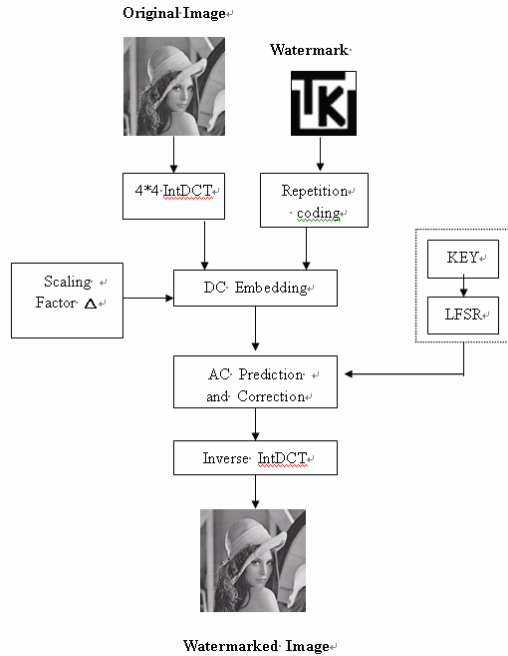 Original Image
Watermark
TK
4*4 IntDCT
Repetition
coding
KEY
Scaling
Factor Δ
DC Embedding
LFSR
AC Prediction
and Correction
Inverse IntDCT
Watermarked Image